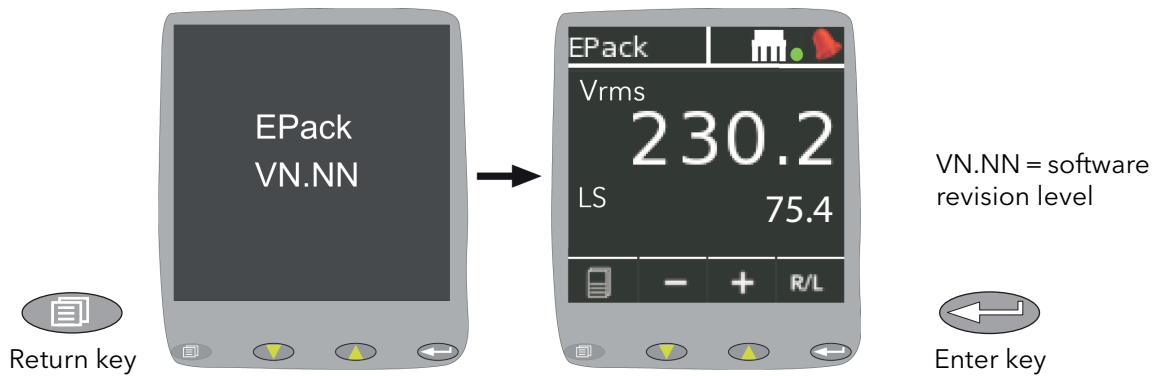 EPack
VN.NN
EPack
Vrms
230.2
LS
75.4
− + R/L
VN.NN = software
revision level
Return key
Enter key